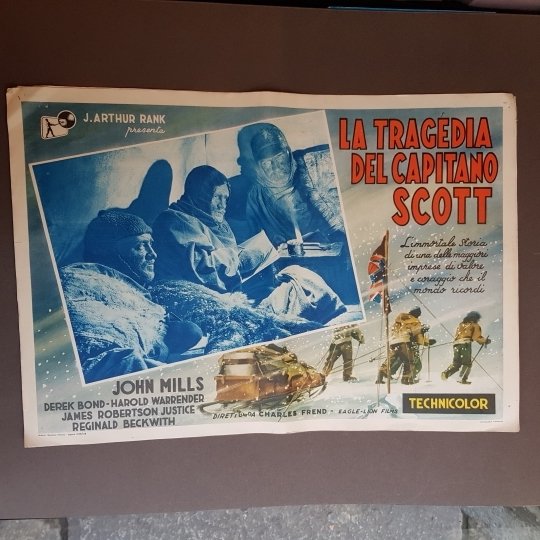 J. ARTHUR RANK
presenta
LA TRAGEDIA
DEL CAPITANO
SCOTT
L'immortale Storia
di una delle maggiori
imprese di valore
e coraggio che il
mondo ricordi
JOHN MILLS
DEREK BOND - HAROLD WARRENDER
JAMES ROBERTSON JUSTICE
REGINALD BECKWITH
DIRETTO DA CHARLES FREND - EAGLE-LION FILMS
TECHNICOLOR